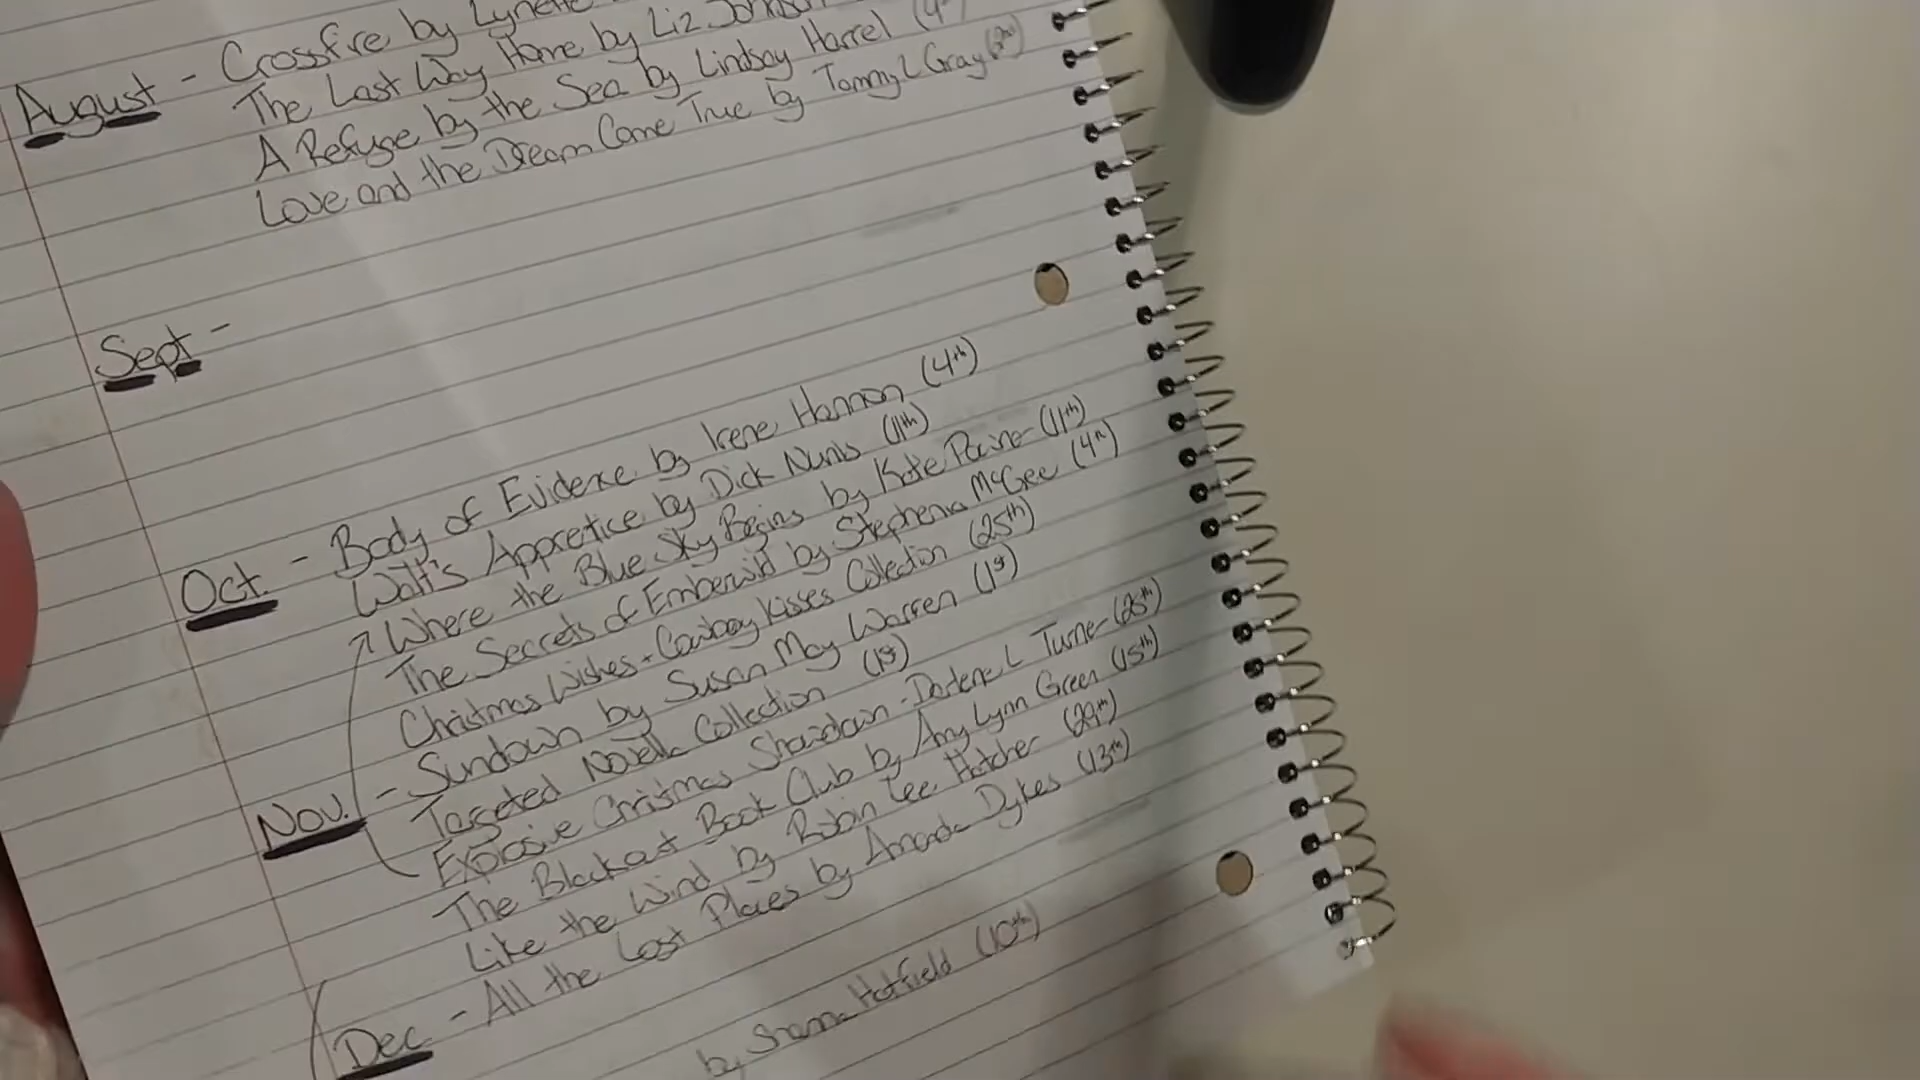 August - Crossfire by Lynette
The Last Way Home by Liz Johnson
A Refuge by the Sea by Lindsay Harrel (4th)
Love and the Dream Come True by Tammy L Gray (2nd)
Sept -
Oct. - Body of Evidence by Irene Hannon (4th)
Walt's Apprentice by Dick Nunis (11th)
Where the Blue Sky Begins by Katie Powner (11th)
The Secrets of Emberwild by Stephenia McGee (4th)
Christmas Wishes + Cowboy Kisses Collection (25th)
Nov. - Sundown by Susan May Warren (1st)
Targeted Novella Collection (1st)
Explosive Christmas Showdown - Darlene L Turner (25th)
The Blackout Book Club by Amy Lynn Green (15th)
Like the Wind by Robin Lee Hatcher (29th)
Dec - All the Lost Places by Amanda Dykes (13th)
by Shanna Hatfield (10th)